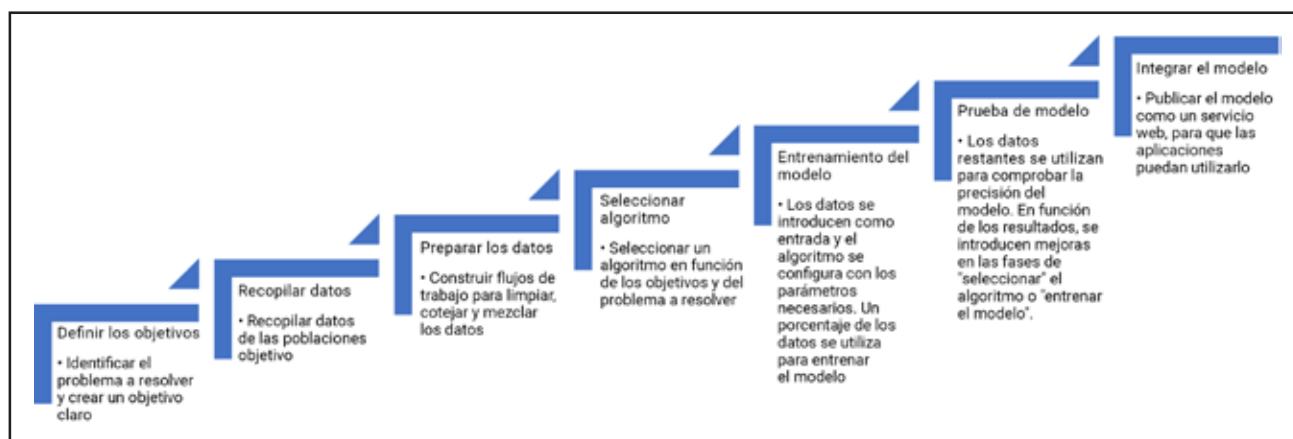 Definir los objetivos
• Identificar el
problema a resolver
y crear un objetivo
claro
Recopilar datos
• Recopilar datos
de las poblaciones
objetivo
Preparar los datos
• Construir flujos de
trabajo para limpiar,
cotejar y mezclar
los datos
Seleccionar
algoritmo
• Seleccionar un
algoritmo en función
de los objetivos y del
problema a resolver
Entrenamiento del
modelo
• Los datos se
introducen como
entrada y el
algoritmo se
configura con los
parámetros
necesarios. Un
porcentaje de los
datos se utiliza
para entrenar
el modelo
Prueba de modelo
• Los datos
restantes se utilizan
para comprobar la
precisión del
modelo. En función
de los resultados, se
introducen mejoras
en las fases de
"seleccionar" el
algoritmo o "entrenar
el modelo".
Integrar el modelo
• Publicar el modelo
como un servicio
web, para que las
aplicaciones
puedan utilizarlo